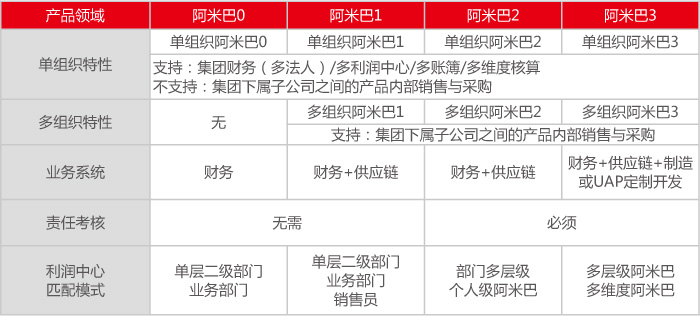 产品领域 阿米巴0 阿米巴1 阿米巴2 阿米巴3
单组织特性 单组织阿米巴0 单组织阿米巴1 单组织阿米巴2 单组织阿米巴3
支持：集团财务（多法人）/多利润中心/多账簿/多维度核算
不支持：集团下属子公司之间的产品内部销售与采购
多组织特性 无 多组织阿米巴1 多组织阿米巴2 多组织阿米巴3
支持：集团下属子公司之间的产品内部销售与采购
业务系统 财务 财务+供应链 财务+供应链 财务+供应链+制造
或UAP定制开发
责任考核 无需 必须
利润中心
匹配模式
单层二级部门
业务部门
单层二级部门
业务部门
销售员
部门多层级
个人级阿米巴
多层级阿米巴
多维度阿米巴